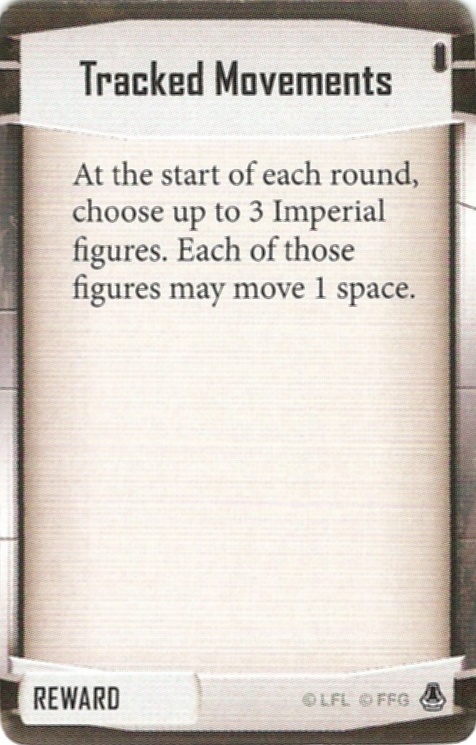 Tracked Movements
At the start of each round,
choose up to 3 Imperial
figures. Each of those
figures may move 1 space.
REWARD
© LFL © FFG